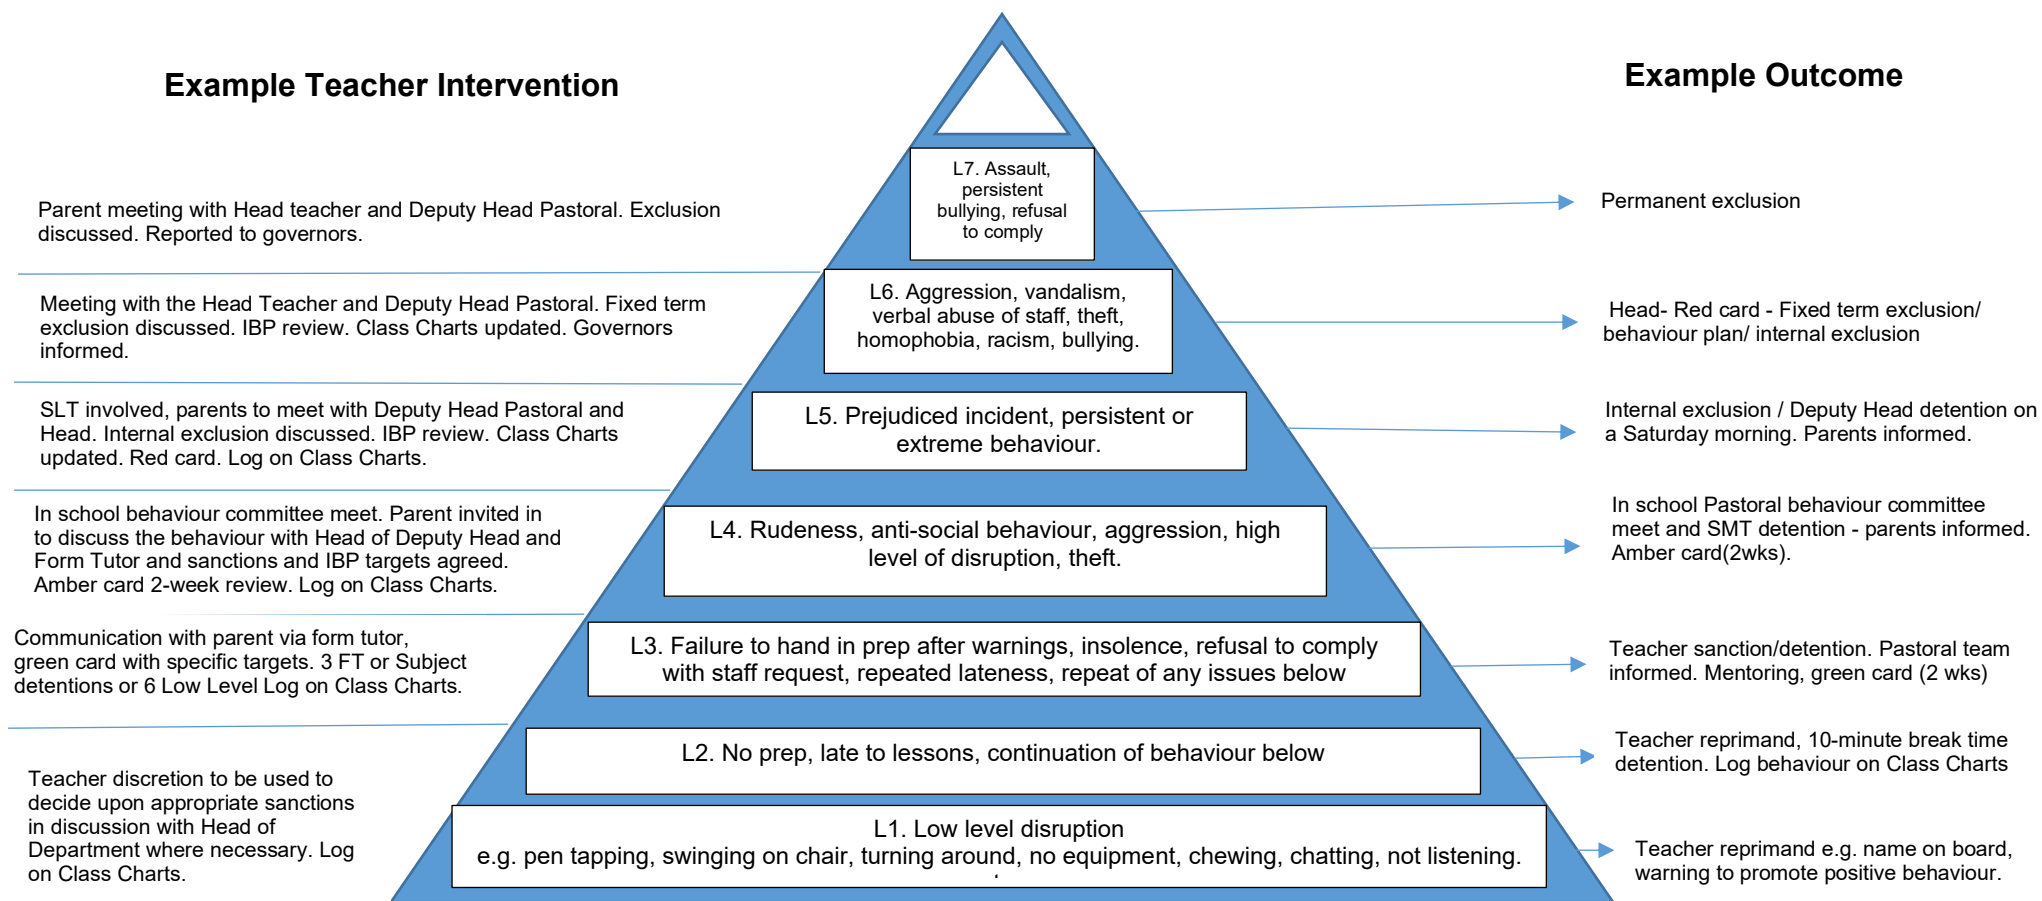 Example Teacher Intervention
Example Outcome
L7. Assault,
persistent
bullying, refusal
to comply
Parent meeting with Head teacher and Deputy Head Pastoral. Exclusion
discussed. Reported to governors.
Permanent exclusion
L6. Aggression, vandalism,
verbal abuse of staff, theft,
homophobia, racism, bullying.
Meeting with the Head Teacher and Deputy Head Pastoral. Fixed term
exclusion discussed. IBP review. Class Charts updated. Governors
informed.
Head- Red card - Fixed term exclusion/
behaviour plan/ internal exclusion
L5. Prejudiced incident, persistent or
extreme behaviour.
SLT involved, parents to meet with Deputy Head Pastoral and
Head. Internal exclusion discussed. IBP review. Class Charts
updated. Red card. Log on Class Charts.
Internal exclusion / Deputy Head detention on
a Saturday morning. Parents informed.
L4. Rudeness, anti-social behaviour, aggression, high
level of disruption, theft.
In school behaviour committee meet. Parent invited in
to discuss the behaviour with Head of Deputy Head and
Form Tutor and sanctions and IBP targets agreed.
Amber card 2-week review. Log on Class Charts.
In school Pastoral behaviour committee
meet and SMT detention - parents informed.
Amber card(2wks).
L3. Failure to hand in prep after warnings, insolence, refusal to comply
with staff request, repeated lateness, repeat of any issues below
Communication with parent via form tutor,
green card with specific targets. 3 FT or Subject
detentions or 6 Low Level Log on Class Charts.
Teacher sanction/detention. Pastoral team
informed. Mentoring, green card (2 wks)
L2. No prep, late to lessons, continuation of behaviour below
Teacher reprimand, 10-minute break time
detention. Log behaviour on Class Charts
Teacher discretion to be used to
decide upon appropriate sanctions
in discussion with Head of
Department where necessary. Log
on Class Charts.
L1. Low level disruption
e.g. pen tapping, swinging on chair, turning around, no equipment, chewing, chatting, not listening.
Teacher reprimand e.g. name on board,
warning to promote positive behaviour.